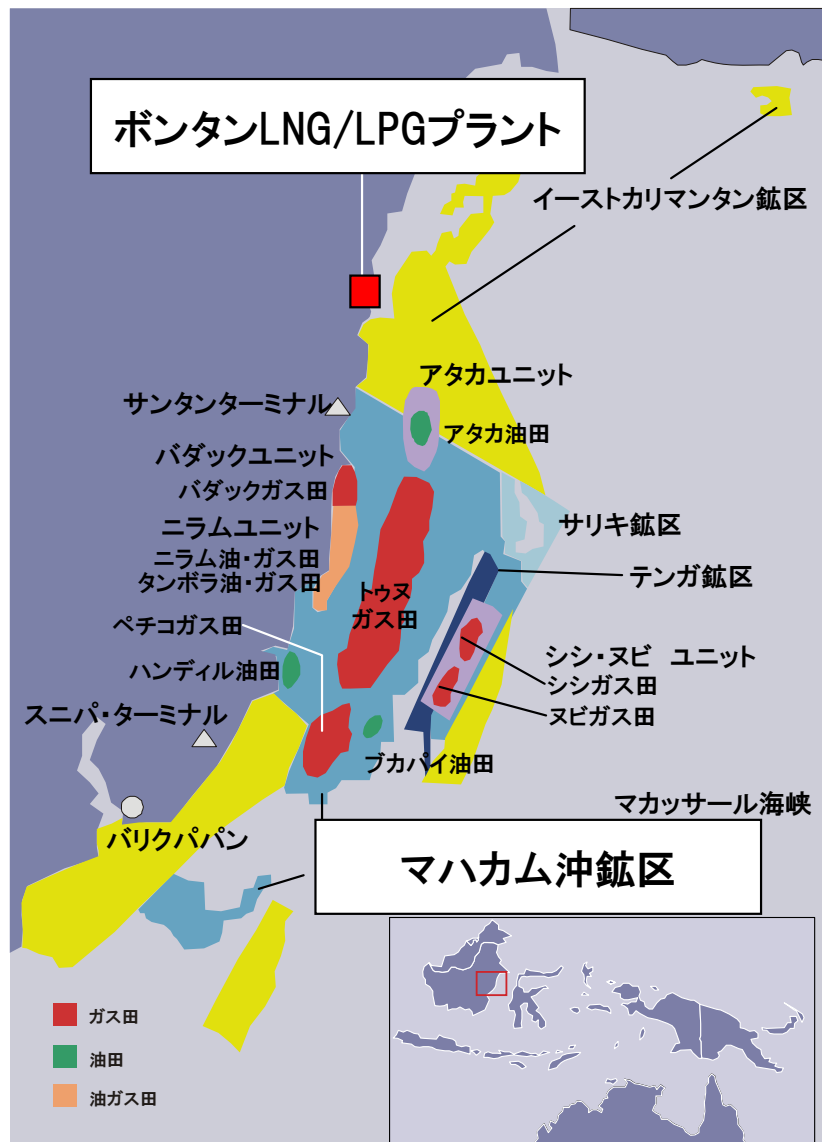 ボンタンLNG/LPGプラント
イーストカリマンタン鉱区
アタカユニット
サンタンターミナル
アタカ油田
バダックユニット
バダックガス田
サリキ鉱区
ニラムユニット
ニラム油・ガス田
テンガ鉱区
タンボラ油・ガス田
トゥヌ
ガス田
ペチコガス田
シシ・ヌビ ユニット
ハンディル油田
シシガス田
ヌビガス田
スニパ・ターミナル
ブカパイ油田
マカッサール海峡
バリクパパン
マハカム沖鉱区
ガス田
油田
油ガス田